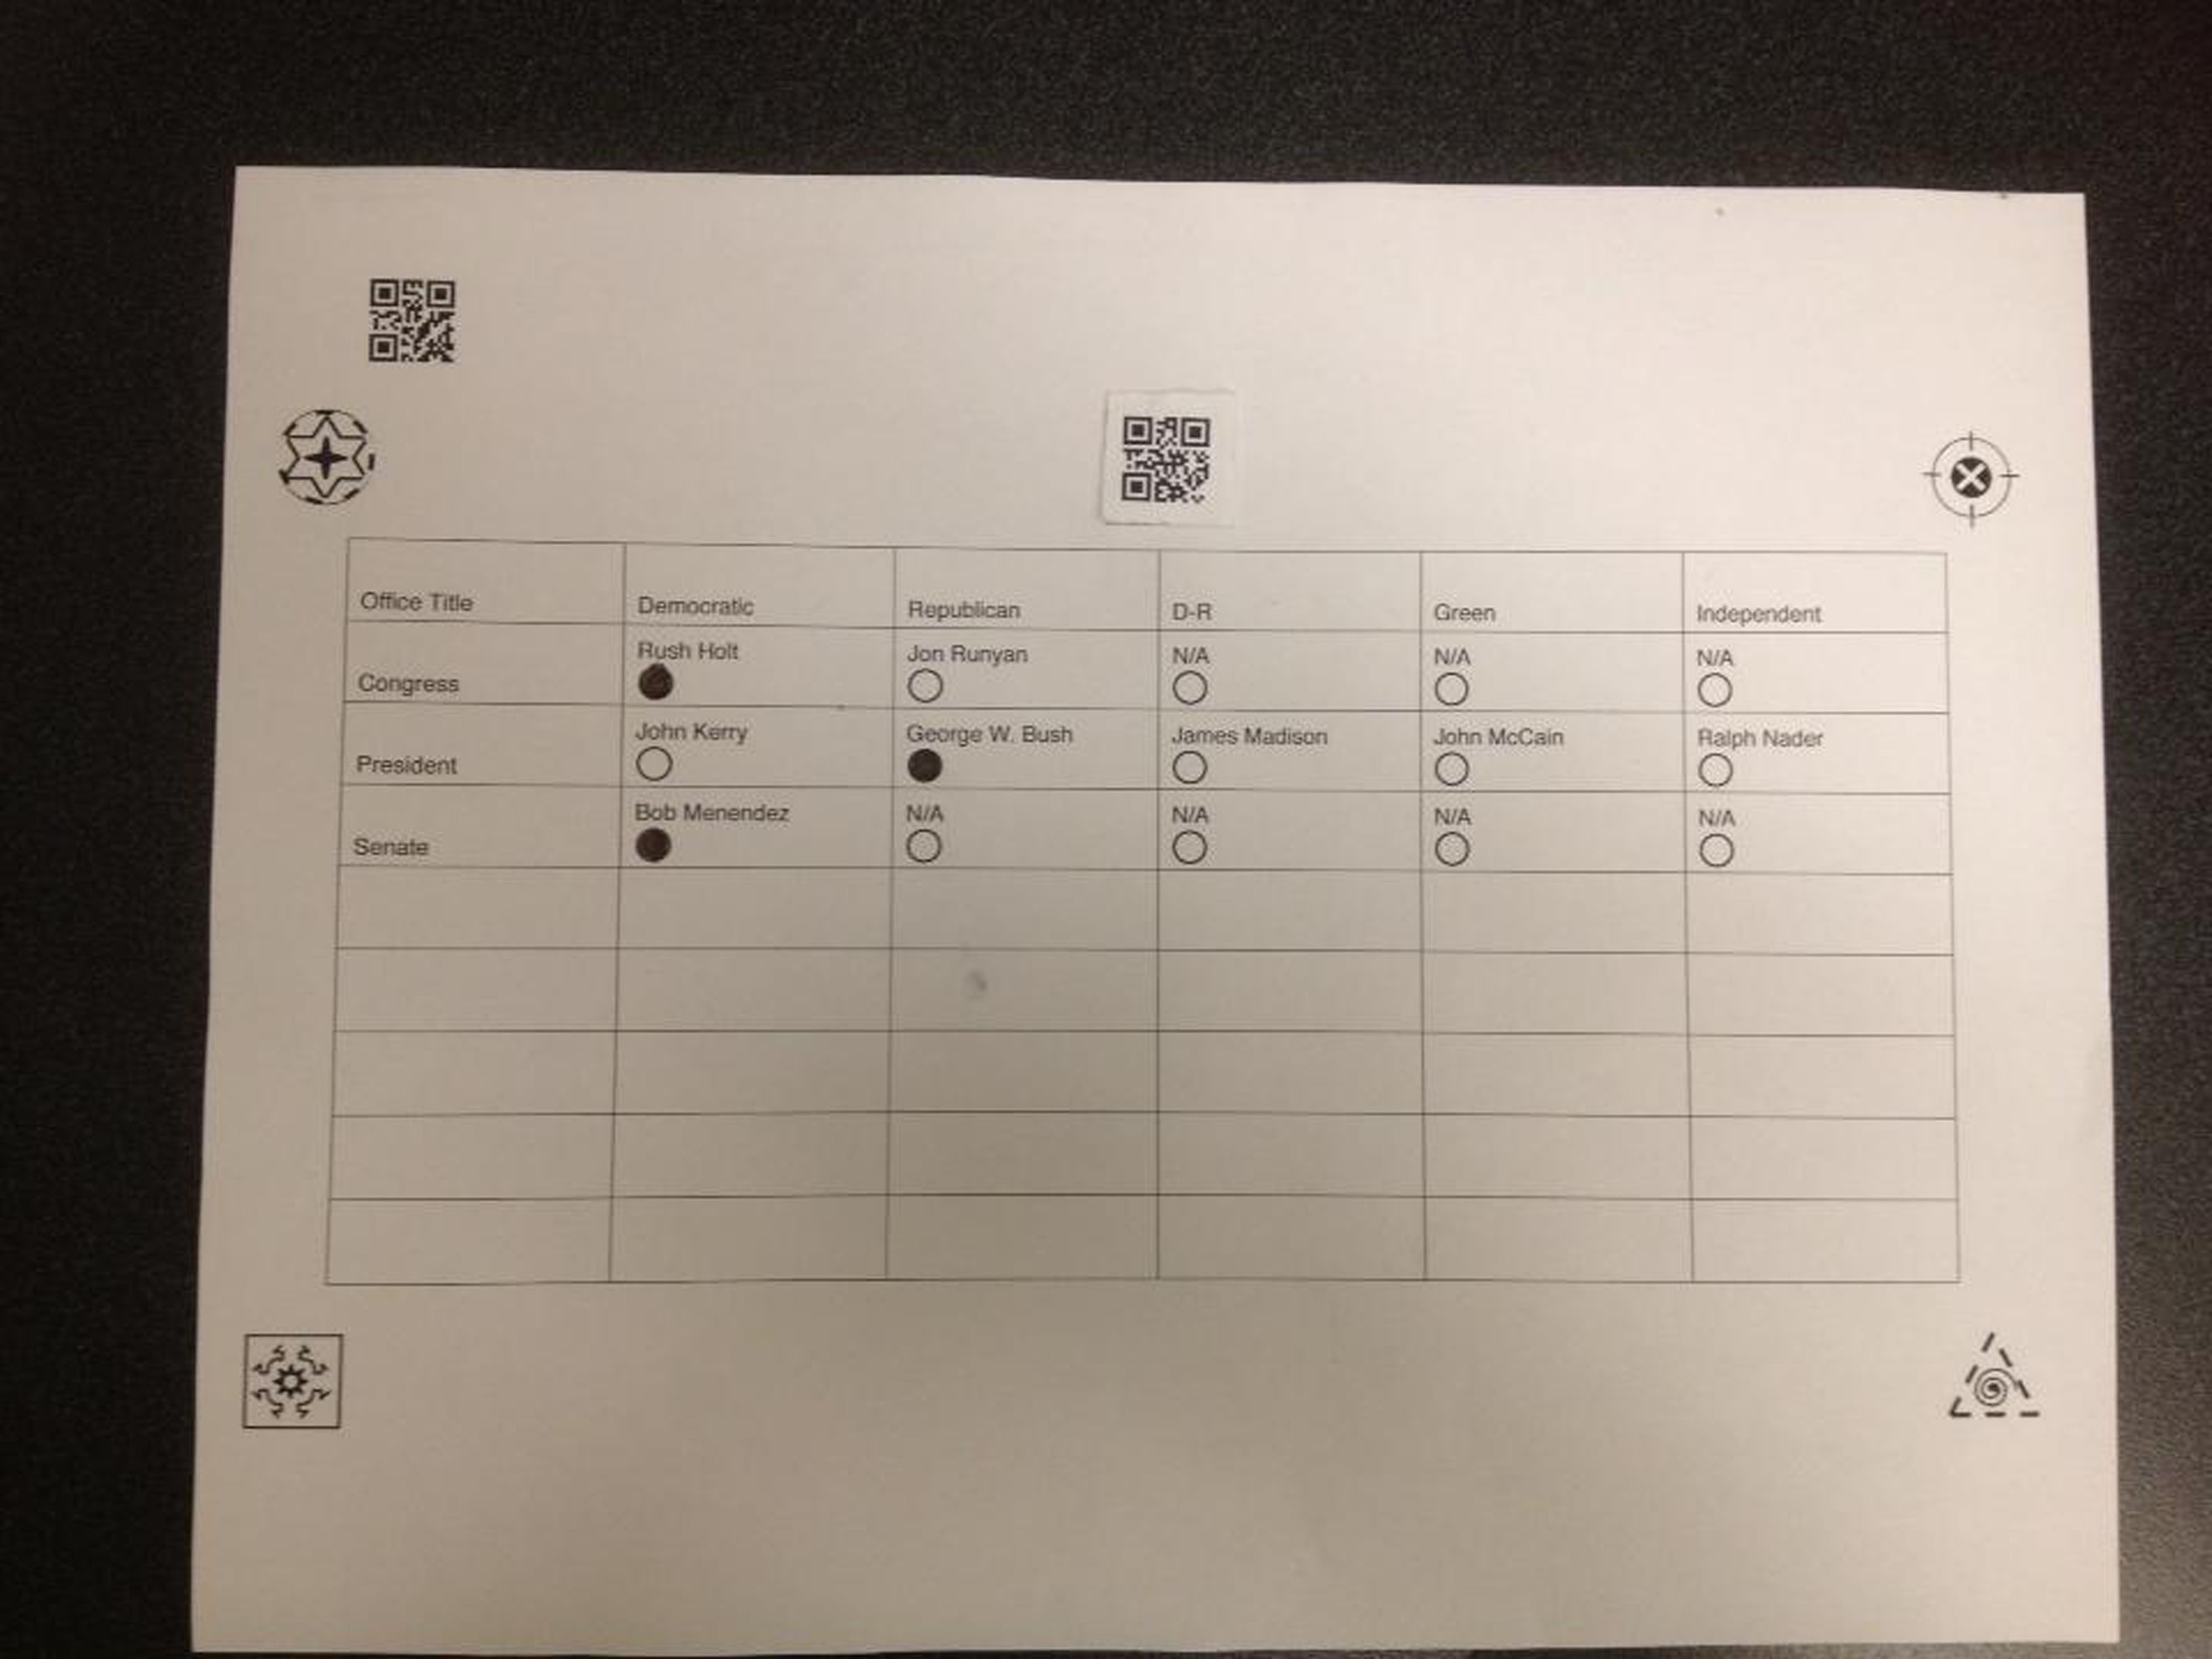 Office Title Democratic Republican D-R Green Independent
Rush Holt Jon Runyan N/A N/A N/A
Congress
John Kerry George W. Bush James Madison John McCain Ralph Nader
President
Bob Menendez N/A N/A N/A N/A
Senate